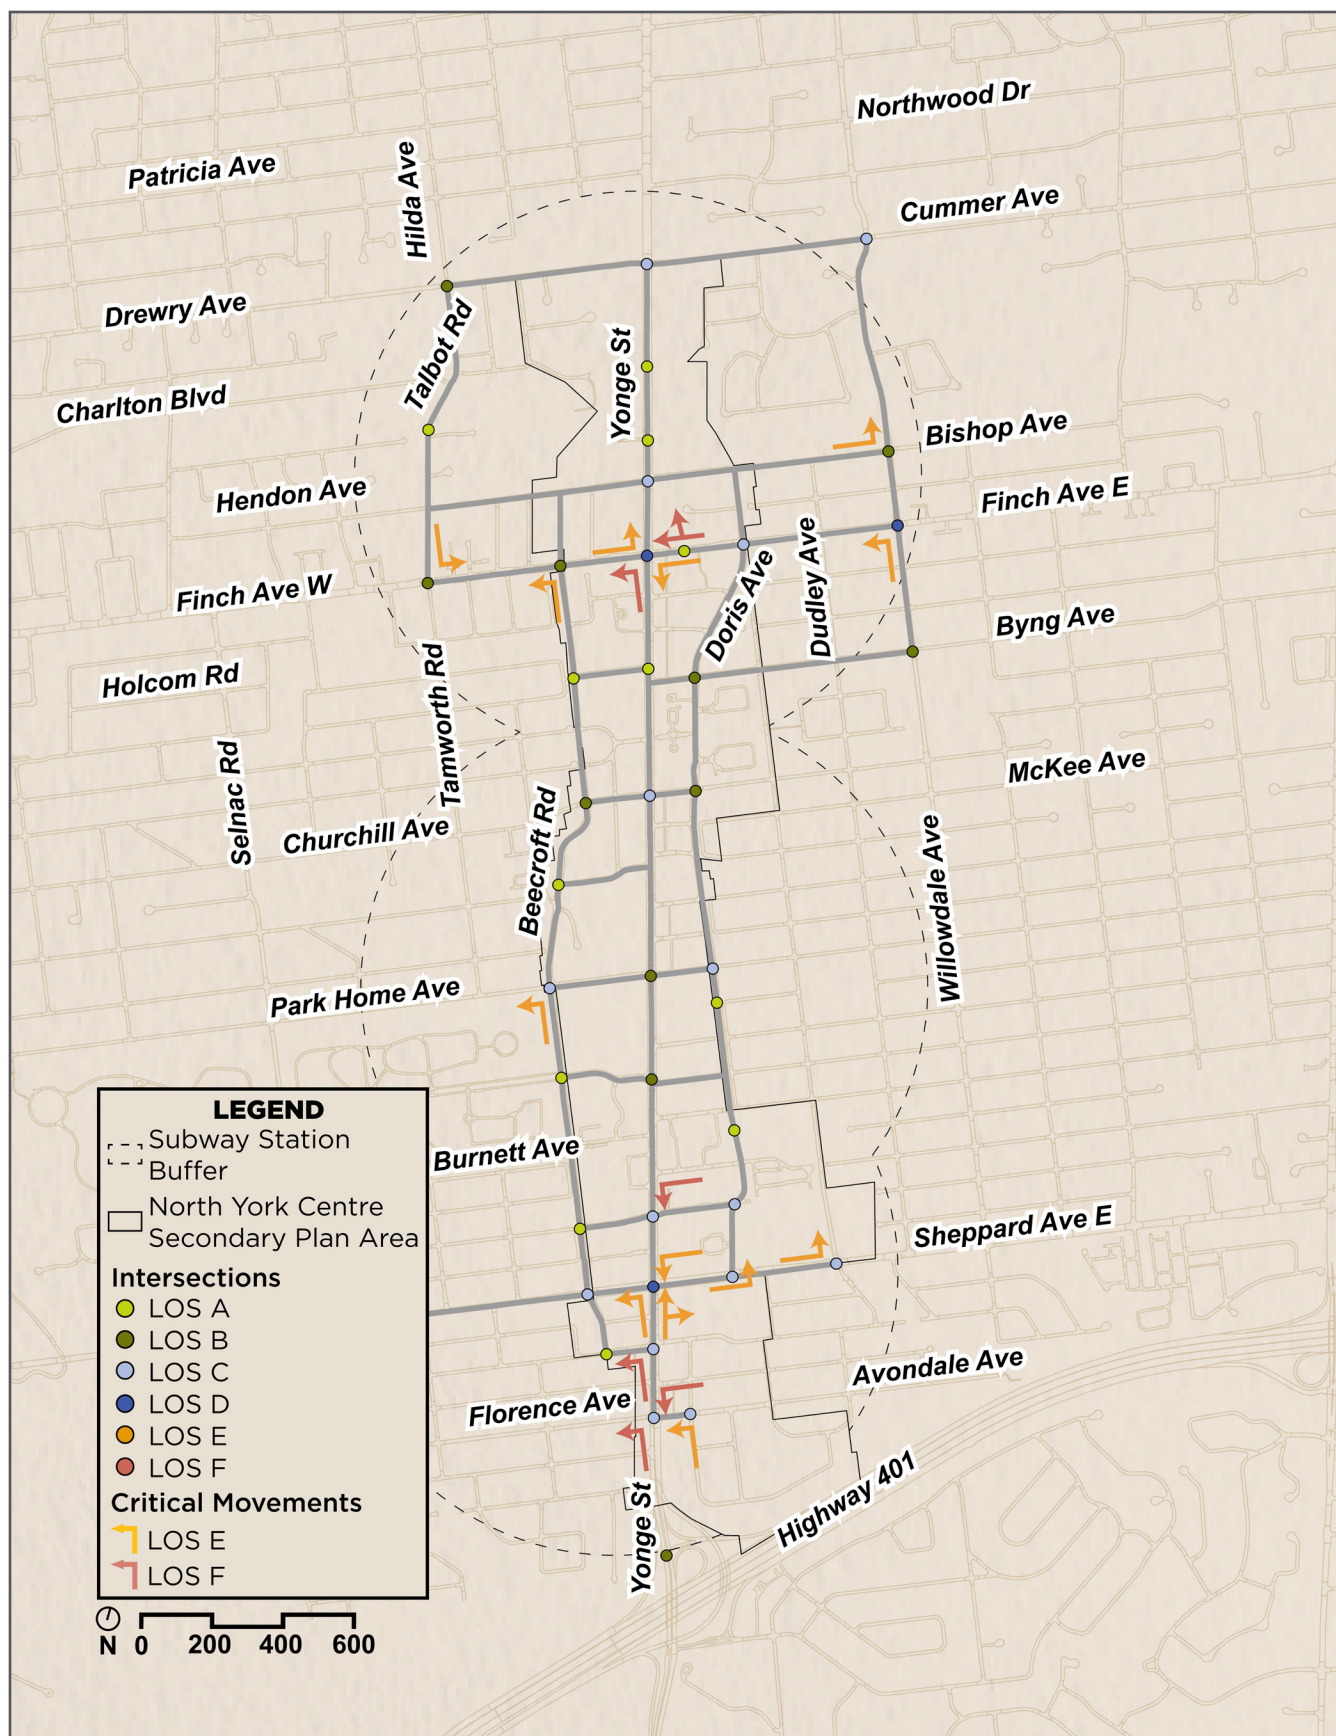 Northwood Dr
Patricia Ave
Hilda Ave
Cummer Ave
Drewry Ave
Talbot Rd
Yonge St
Charlton Blvd
Bishop Ave
Hendon Ave
Finch Ave E
Finch Ave W
Doris Ave
Dudley Ave
Byng Ave
Holcom Rd
Tamworth Rd
Selnac Rd
McKee Ave
Churchill Ave
Beecroft Rd
Willowdale Ave
Park Home Ave
Burnett Ave
Sheppard Ave E
Avondale Ave
Florence Ave
Yonge St
Highway 401
LEGEND
Subway Station
Buffer
North York Centre
Secondary Plan Area
Intersections
LOS A
LOS B
LOS C
LOS D
LOS E
LOS F
Critical Movements
LOS E
LOS F
N 0 200 400 600